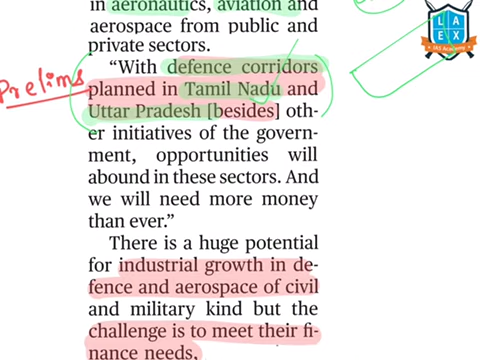 in aeronautics, aviation and
aerospace from public and
private sectors.
“With defence corridors
planned in Tamil Nadu and
Uttar Pradesh [besides] oth-
er initiatives of the govern-
ment, opportunities will
abound in these sectors. And
we will need more money
than ever.”
There is a huge potential
for industrial growth in de-
fence and aerospace of civil
and military kind but the
challenge is to meet their fi-
nance needs,
Prelims
LAEX
IAS Academy